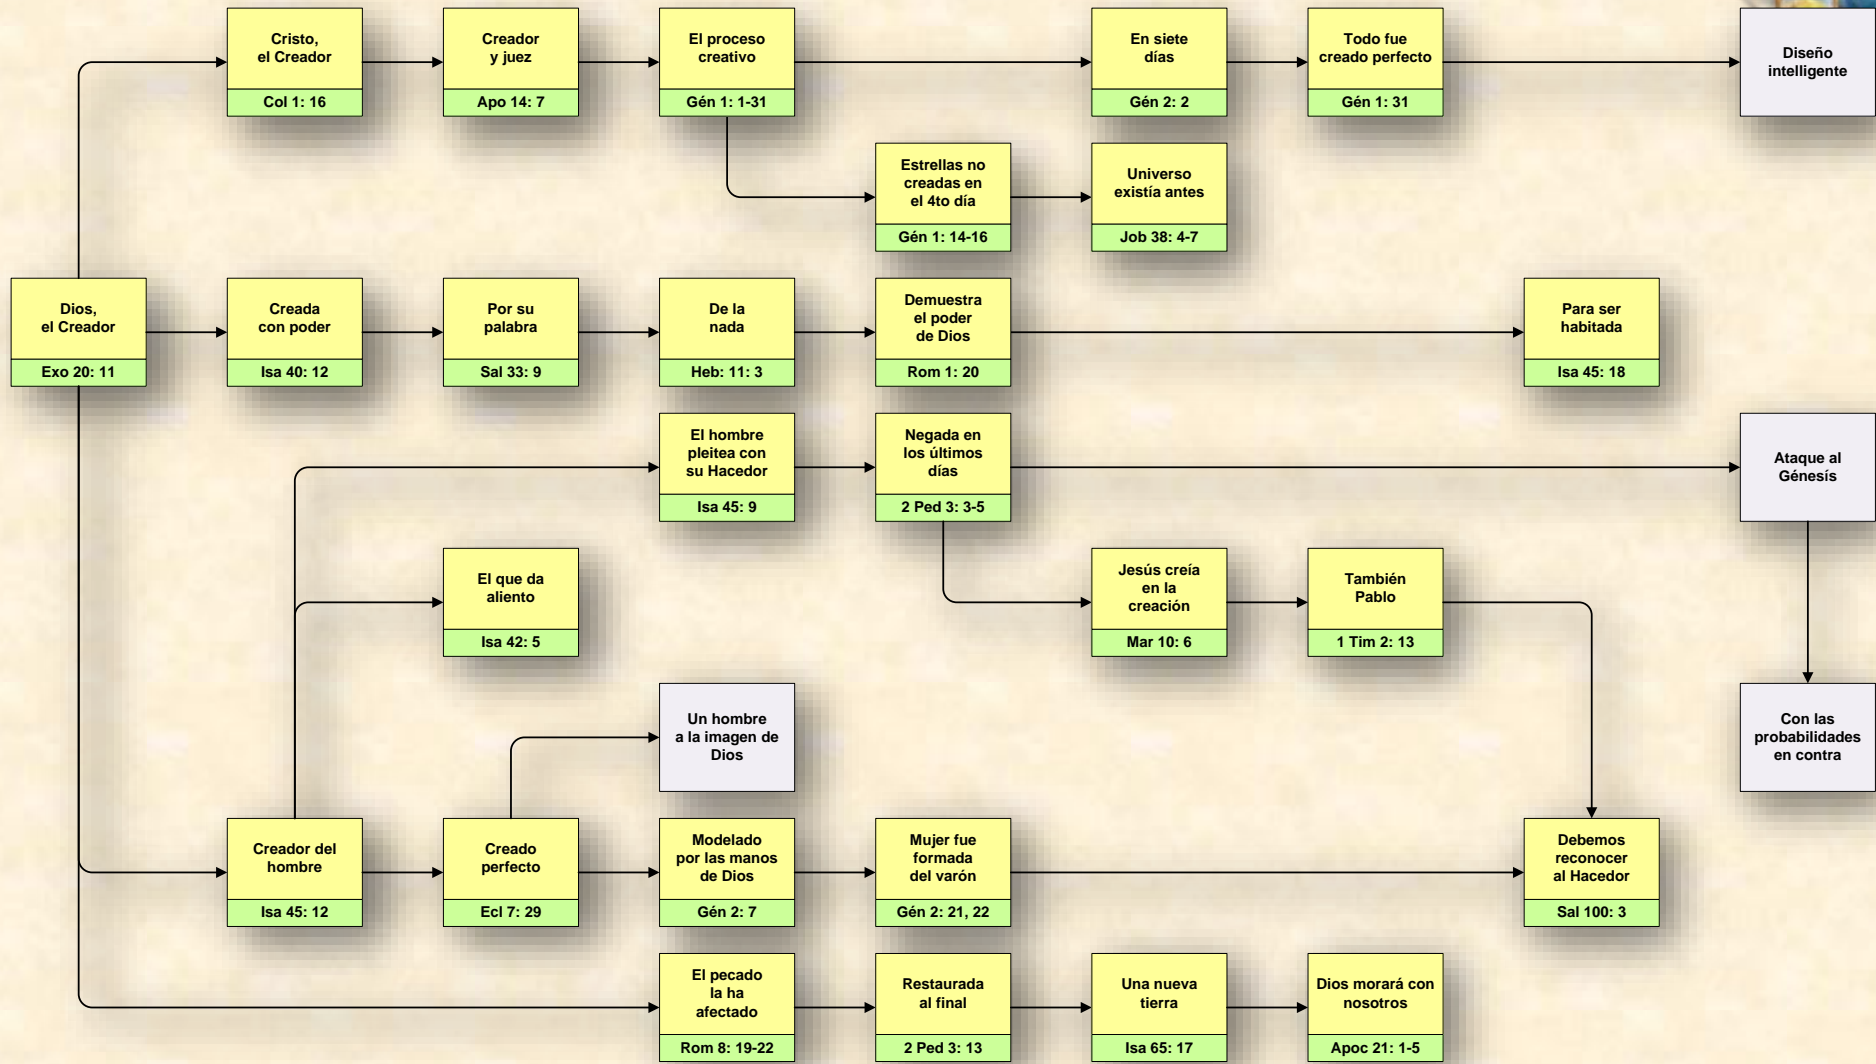 Cristo,
el Creador
Col 1: 16
Creador
y juez
Apo 14: 7
El proceso
creativo
Gén 1: 1-31
En siete
días
Gén 2: 2
Todo fue
creado perfecto
Gén 1: 31
Diseño
intelligente
Estrellas no
creadas en
el 4to día
Gén 1: 14-16
Universo
existía antes
Job 38: 4-7
Dios,
el Creador
Exo 20: 11
Creada
con poder
Isa 40: 12
Por su
palabra
Sal 33: 9
De la
nada
Heb: 11: 3
Demuestra
el poder
de Dios
Rom 1: 20
Para ser
habitada
Isa 45: 18
El hombre
pleitea con
su Hacedor
Isa 45: 9
Negada en
los últimos
días
2 Ped 3: 3-5
Ataque al
Génesís
El que da
aliento
Isa 42: 5
Jesús creía
en la
creación
Mar 10: 6
También
Pablo
1 Tim 2: 13
Un hombre
a la imagen de
Dios
Con las
probabilidades
en contra
Creador del
hombre
Isa 45: 12
Creado
perfecto
Ecl 7: 29
Modelado
por las manos
de Dios
Gén 2: 7
Mujer fue
formada
del varón
Gén 2: 21, 22
Debemos
reconocer
al Hacedor
Sal 100: 3
El pecado
la ha
afectado
Rom 8: 19-22
Restaurada
al final
2 Ped 3: 13
Una nueva
tierra
Isa 65: 17
Dios morará con
nosotros
Apoc 21: 1-5